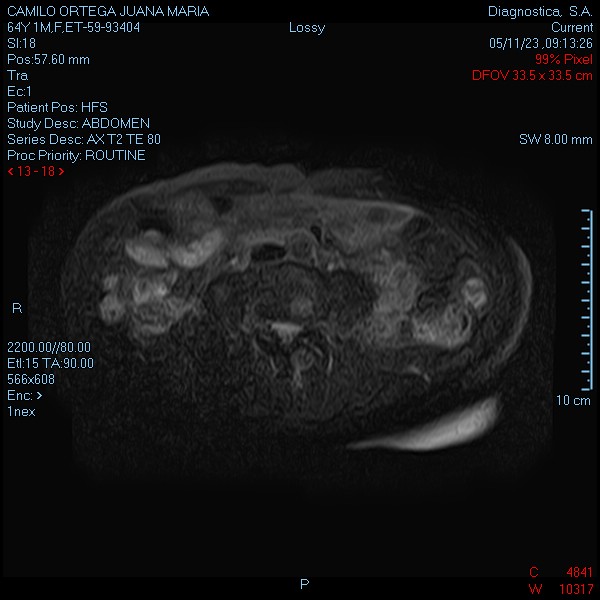 CAMILO ORTEGA JUANA MARIA
64Y 1M,F,ET-59-93404
Sl:18
Pos:57.60 mm
Tra
Ec:1
Patient Pos: HFS
Study Desc: ABDOMEN
Series Desc: AX T2 TE 80
Proc Priority: ROUTINE
< 13 - 18 >
Lossy
Diagnostica, S.A.
Current
05/11/23 ,09:13:26
99% Pixel
DFOV 33.5 x 33.5 cm
SW 8.00 mm
R
2200.00//80.00
Etl:15 TA:90.00
566x608
Enc: >
1nex
10 cm
P
C 4841
W 10317